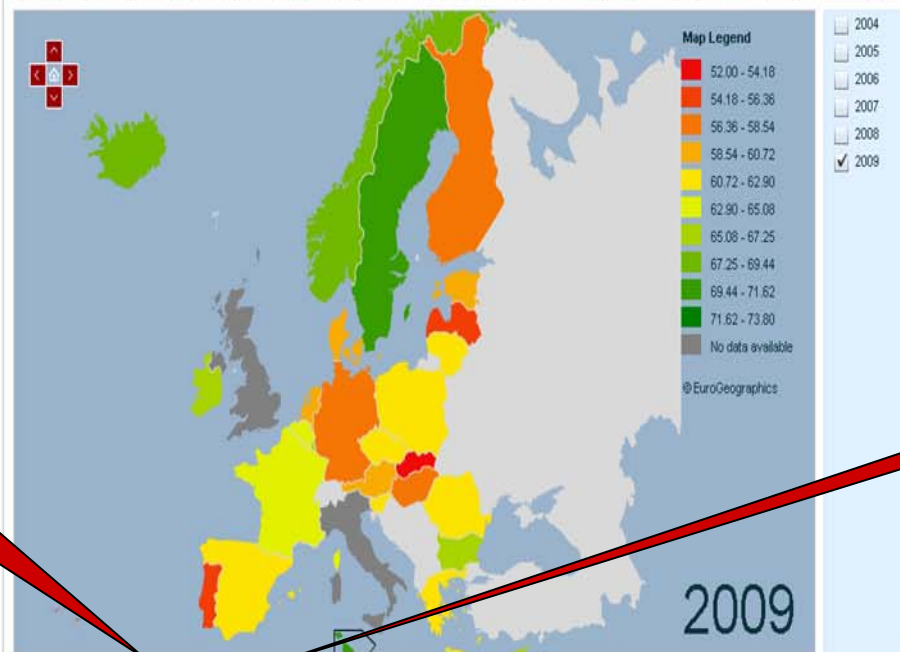 Map Legend
52.00 - 54.18
54.18 - 56.36
56.36 - 58.54
58.54 - 60.72
60.72 - 62.90
62.90 - 65.08
65.08 - 67.25
67.25 - 69.44
69.44 - 71.62
71.62 - 73.80
No data available
© EuroGeographics
2009
2004
2005
2006
2007
2008
2009